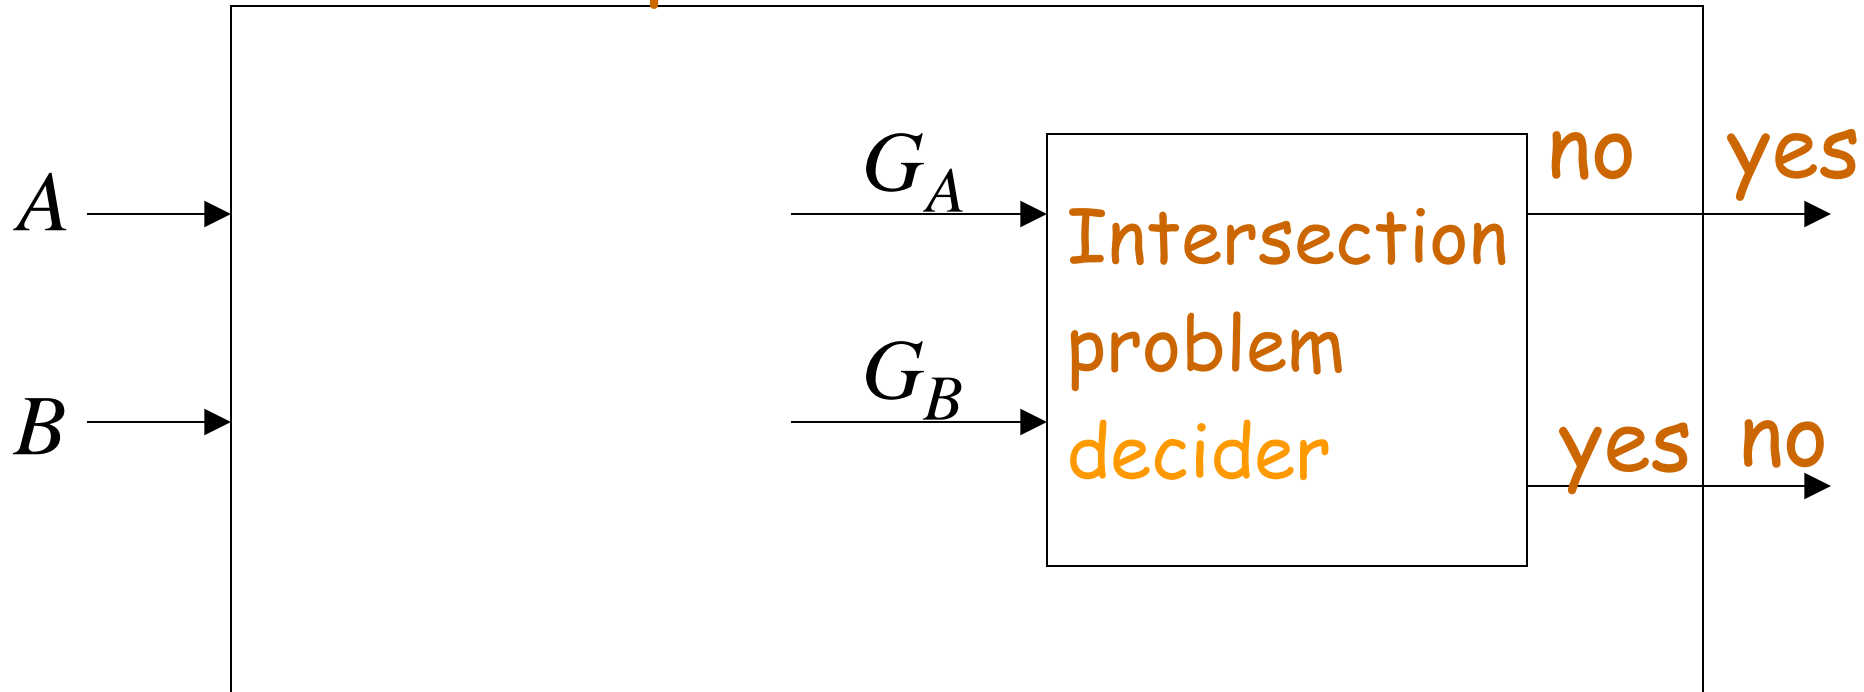 A
B
G_A
G_B
Intersection
problem
decider
no yes
yes no